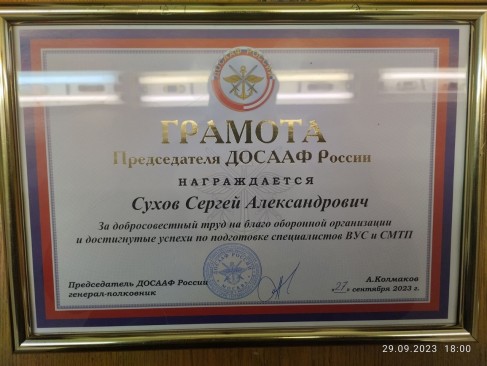 ГРАМОТА
Председателя ДОСААФ России
НАГРАЖДАЕТСЯ
Сухов Сергей Александрович
За добросовестный труд на благо оборонной организации
и достигнутые успехи по подготовке специалистов ВУС и СМТП
Председатель ДОСААФ России
генерал-полковник
А.Колмаков
27 сентября 2023 г.
29.09.2023 18:00